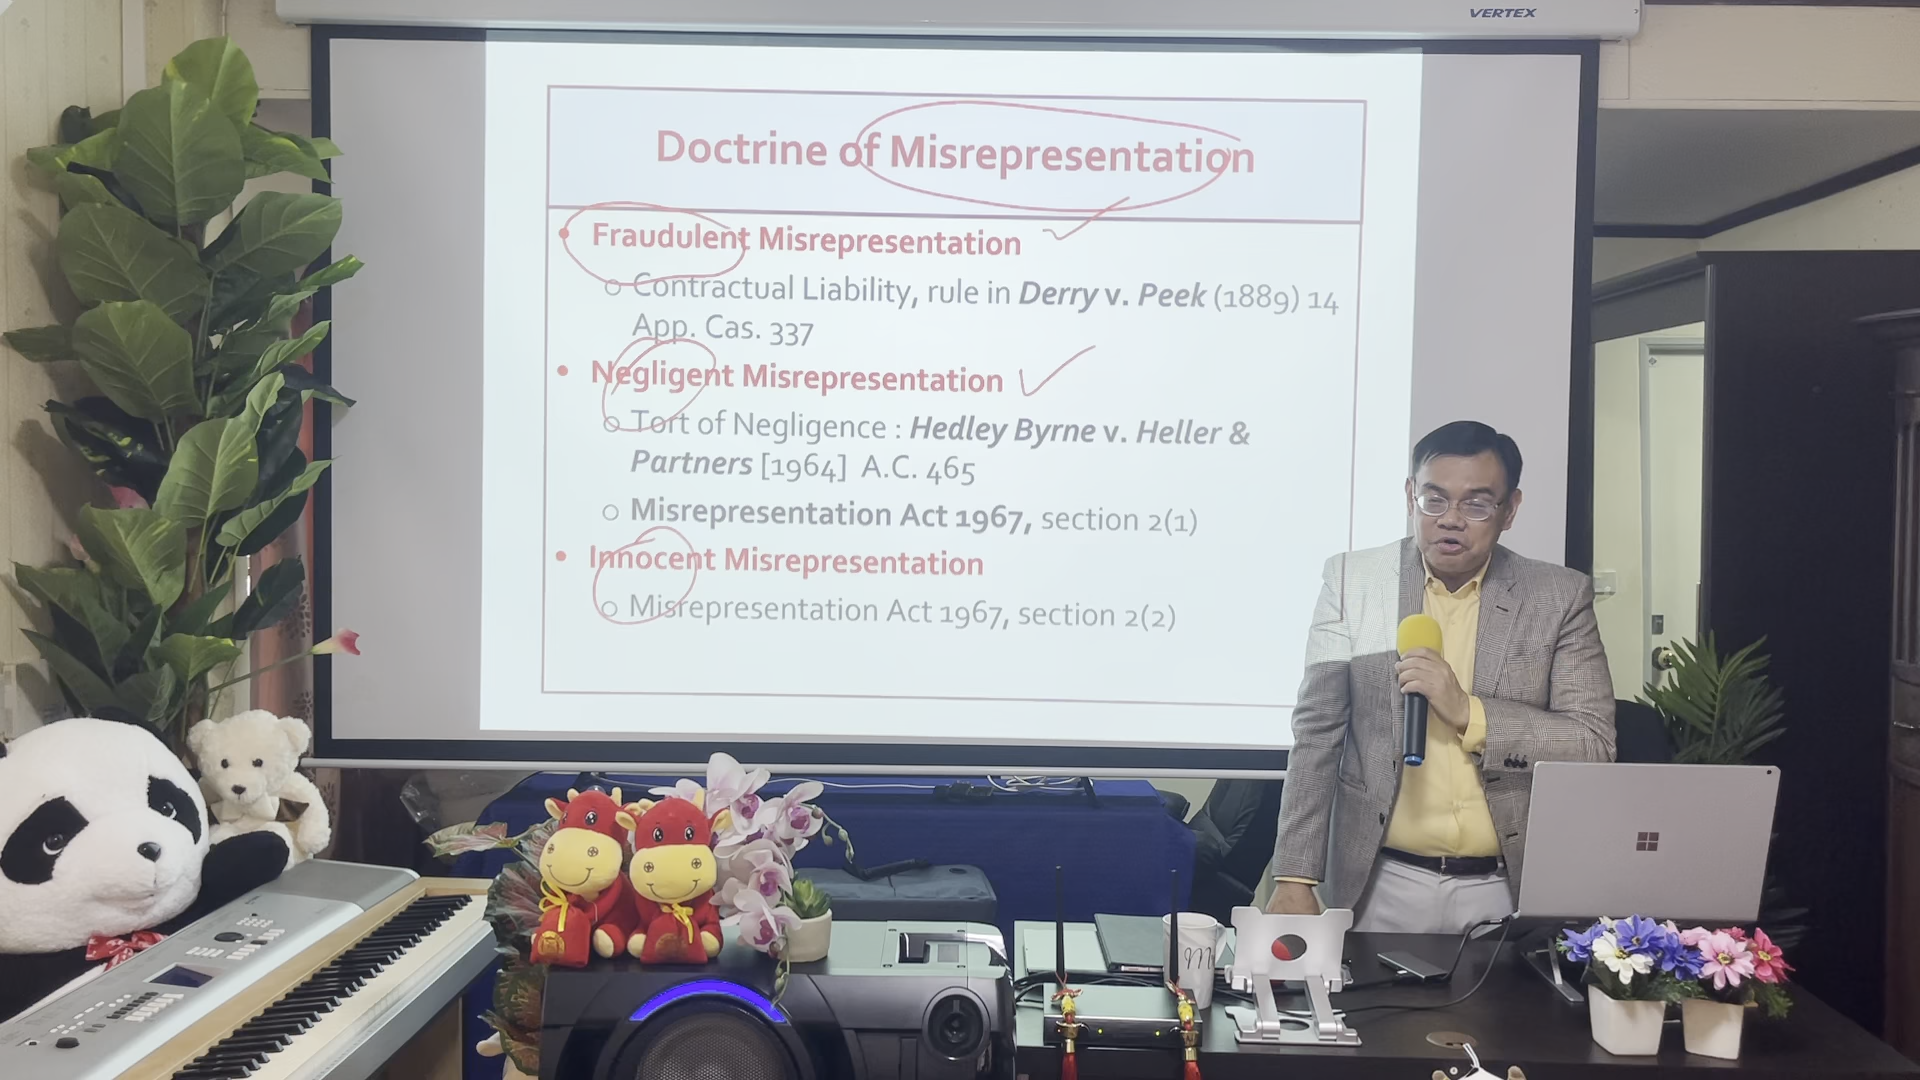 VERTEX
Doctrine of Misrepresentation
• Fraudulent Misrepresentation
o Contractual Liability, rule in Derry v. Peek (1889) 14
App. Cas. 337
• Negligent Misrepresentation
o Tort of Negligence : Hedley Byrne v. Heller &
Partners [1964] A.C. 465
o Misrepresentation Act 1967, section 2(1)
• Innocent Misrepresentation
o Misrepresentation Act 1967, section 2(2)